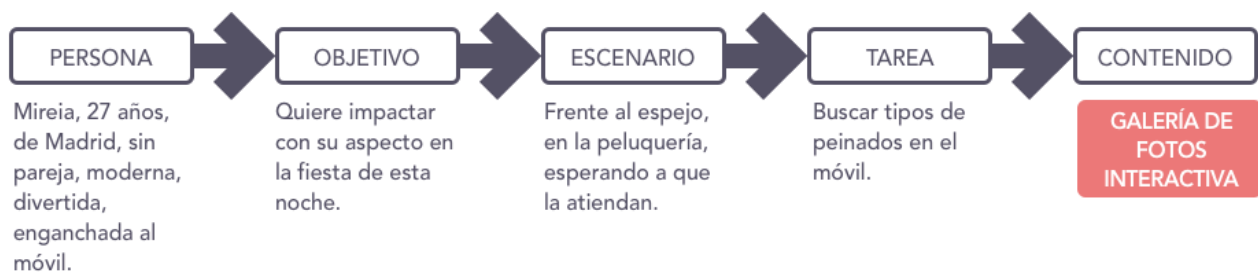 PERSONA
OBJETIVO
ESCENARIO
TAREA
CONTENIDO
Mireia, 27 años,
de Madrid, sin
pareja, moderna,
divertida,
enganchada al
móvil.
Quiere impactar
con su aspecto en
la fiesta de esta
noche.
Frente al espejo,
en la peluquería,
esperando a que
la atiendan.
Buscar tipos de
peinados en el
móvil.
GALERÍA DE
FOTOS
INTERACTIVA